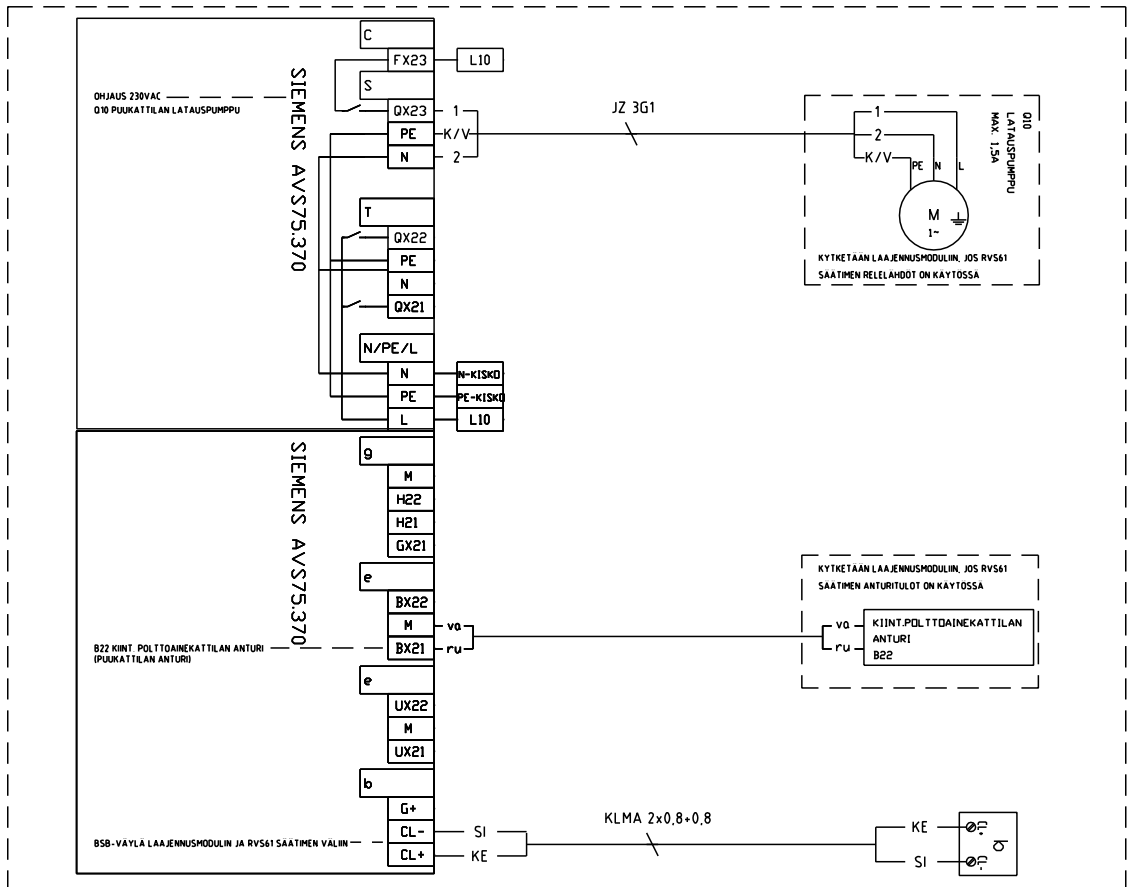 C
FX23
L10
SIEMENS AVS75.370
OHJAUS 230VAC
Q10 PUUKATTILAN LATAUSPUMPPU
S
QX23
1
PE
K/V
N
2
JZ 3G1
1
2
K/V
PE
N
L
M
1~
Q10
LATAUSPUMPPU
MAX. 1,5A
KYTKETÄÄN LAAJENNUSMODULIIN, JOS RVS61
SÄÄTIMEN RELELÄHDÖT ON KÄYTÖSSÄ
T
QX22
PE
N
QX21
N/PE/L
N
N-KISKO
PE
PE-KISKO
L
L10
SIEMENS AVS75.370
g
M
H22
H21
GX21
e
BX22
M
va
BX21
ru
B22 KIINT. POLTTOAINEKATTILAN ANTURI
(PUUKATTILAN ANTURI)
KYTKETÄÄN LAAJENNUSMODULIIN, JOS RVS61
SÄÄTIMEN ANTURITULOT ON KÄYTÖSSÄ
va
ru
KIINT.POLTTOAINEKATTILAN
ANTURI
B22
e
UX22
M
UX21
b
G+
CL-
SI
CL+
KE
BSB-VÄYLÄ LAAJENNUSMODULIN JA RVS61 SÄÄTIMEN VÄLIIN
KLMA 2x0,8+0,8
KE
SI
CL+
CL-
b